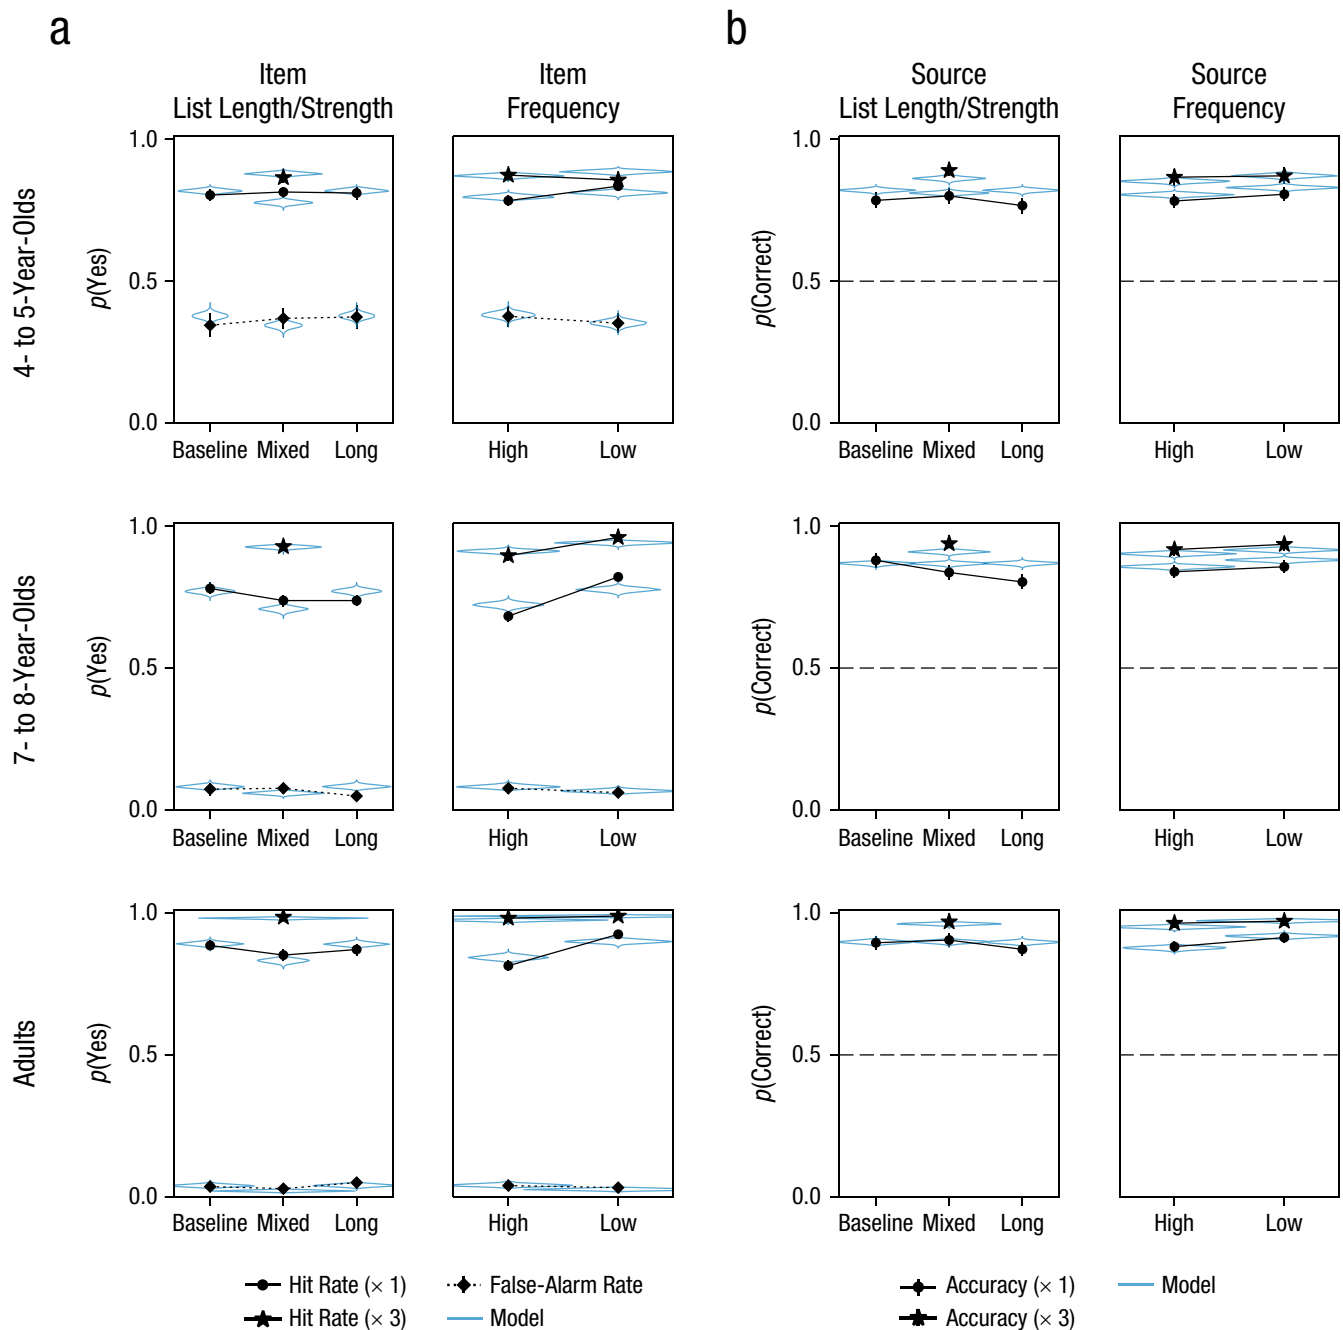 a
b
Item
List Length/Strength
Item
Frequency
Source
List Length/Strength
Source
Frequency
4- to 5-Year-Olds
p(Yes)
1.0
0.5
0.0
Baseline Mixed Long
High Low
p(Correct)
1.0
0.5
0.0
Baseline Mixed Long
High Low
7- to 8-Year-Olds
p(Yes)
1.0
0.5
0.0
Baseline Mixed Long
High Low
p(Correct)
1.0
0.5
0.0
Baseline Mixed Long
High Low
Adults
p(Yes)
1.0
0.5
0.0
Baseline Mixed Long
High Low
p(Correct)
1.0
0.5
0.0
Baseline Mixed Long
High Low
Hit Rate (× 1)
False-Alarm Rate
Hit Rate (× 3)
Model
Accuracy (× 1)
Model
Accuracy (× 3)